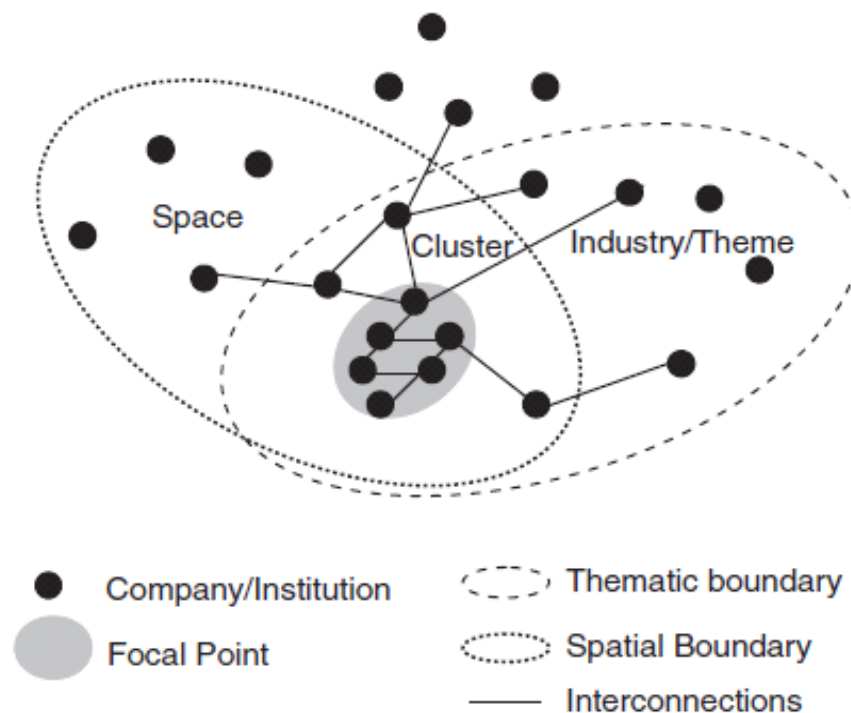 Space
Cluster
Industry/Theme
Company/Institution
Thematic boundary
Focal Point
Spatial Boundary
Interconnections